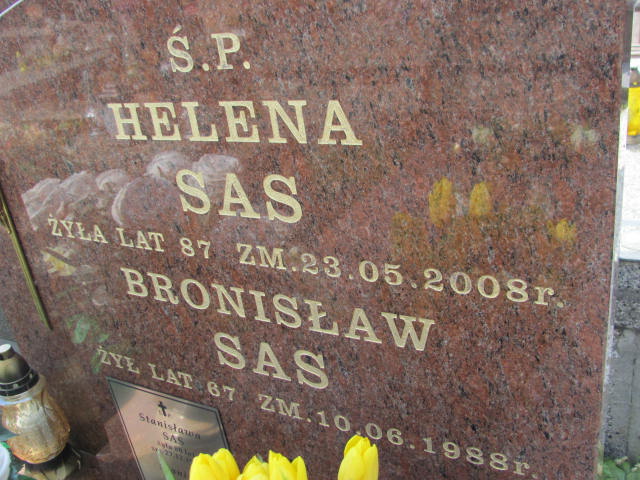 Ś.P.
HELENA
SAS
ŻYŁA LAT 87 ZM.23.05.2008r.
BRONISŁAW
SAS
ŻYŁ LAT 67 ZM.10.06.1988r.
Stanisława
SAS